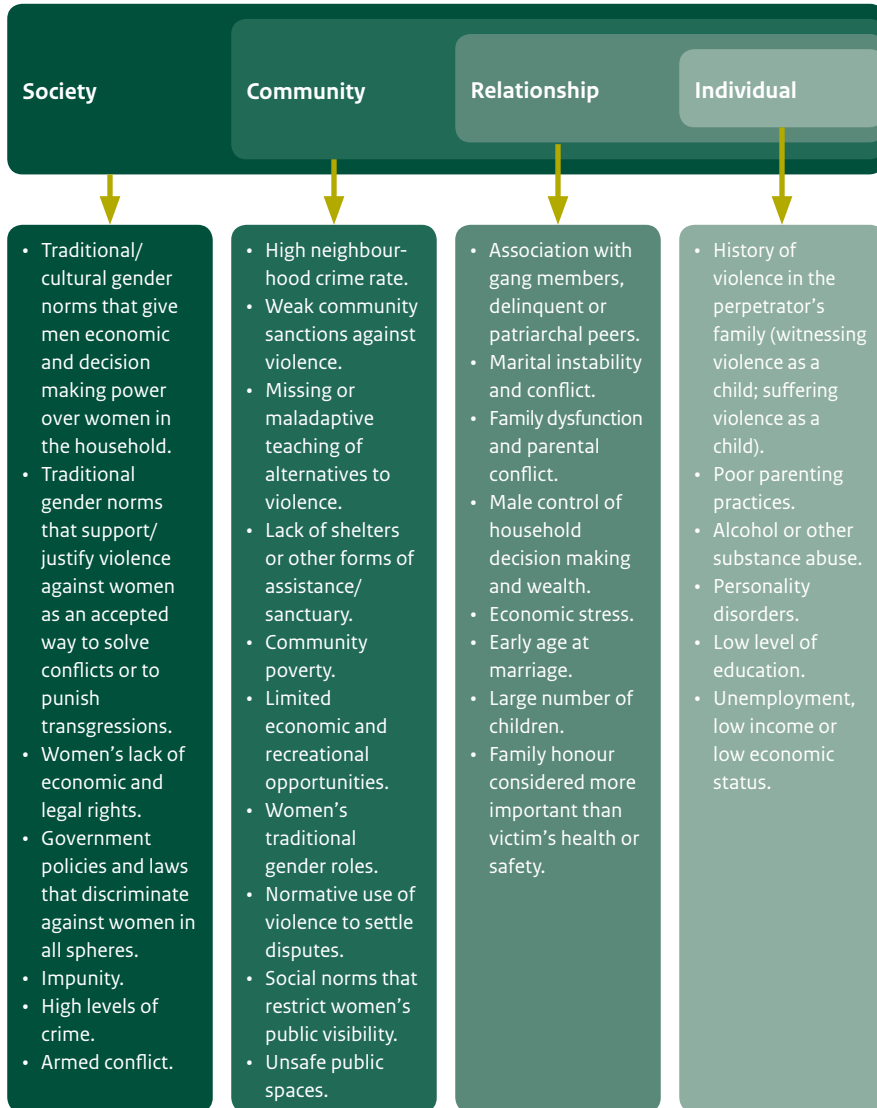 Society
Community
Relationship
Individual
• Traditional/
cultural gender
norms that give
men economic
and decision
making power
over women in
the household.
• Traditional
gender norms
that support/
justify violence
against women
as an accepted
way to solve
conflicts or to
punish
transgressions.
• Women’s lack of
economic and
legal rights.
• Government
policies and laws
that discriminate
against women in
all spheres.
• Impunity.
• High levels of
crime.
• Armed conflict.
• High neighbour-
hood crime rate.
• Weak community
sanctions against
violence.
• Missing or
maladaptive
teaching of
alternatives to
violence.
• Lack of shelters
or other forms of
assistance/
sanctuary.
• Community
poverty.
• Limited
economic and
recreational
opportunities.
• Women’s
traditional
gender roles.
• Normative use of
violence to settle
disputes.
• Social norms that
restrict women’s
public visibility.
• Unsafe public
spaces.
• Association with
gang members,
delinquent or
patriarchal peers.
• Marital instability
and conflict.
• Family dysfunction
and parental
conflict.
• Male control of
household
decision making
and wealth.
• Economic stress.
• Early age at
marriage.
• Large number of
children.
• Family honour
considered more
important than
victim’s health or
safety.
• History of
violence in the
perpetrator’s
family (witnessing
violence as a
child; suffering
violence as a
child).
• Poor parenting
practices.
• Alcohol or other
substance abuse.
• Personality
disorders.
• Low level of
education.
• Unemployment,
low income or
low economic
status.